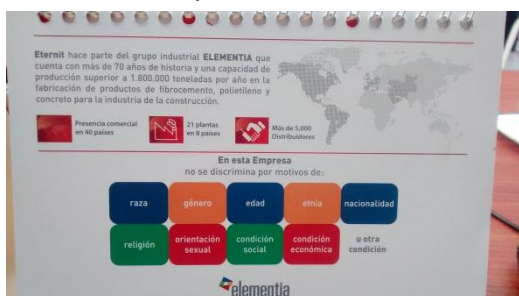 Eternit hace parte del grupo industrial ELEMENTIA que
cuenta con más de 70 años de historia y una capacidad de
producción superior a 1.800.000 toneladas por año en la
fabricación de productos de fibrocemento, polietileno y
concreto para la industria de la construcción.
Presencia comercial
en 40 países
21 plantas
en 8 países
Más de 5,000
Distribuidores
En esta Empresa
no se discrimina por motivos de:
raza
género
edad
etnia
nacionalidad
religión
orientación
sexual
condición
social
condición
económica
u otra
condición
elementia